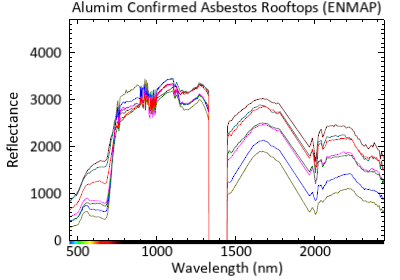 Alumim Confirmed Asbestos Rooftops (ENMAP)
4000
3000
2000
1000
0
Reflectance
500 1000 1500 2000
Wavelength (nm)